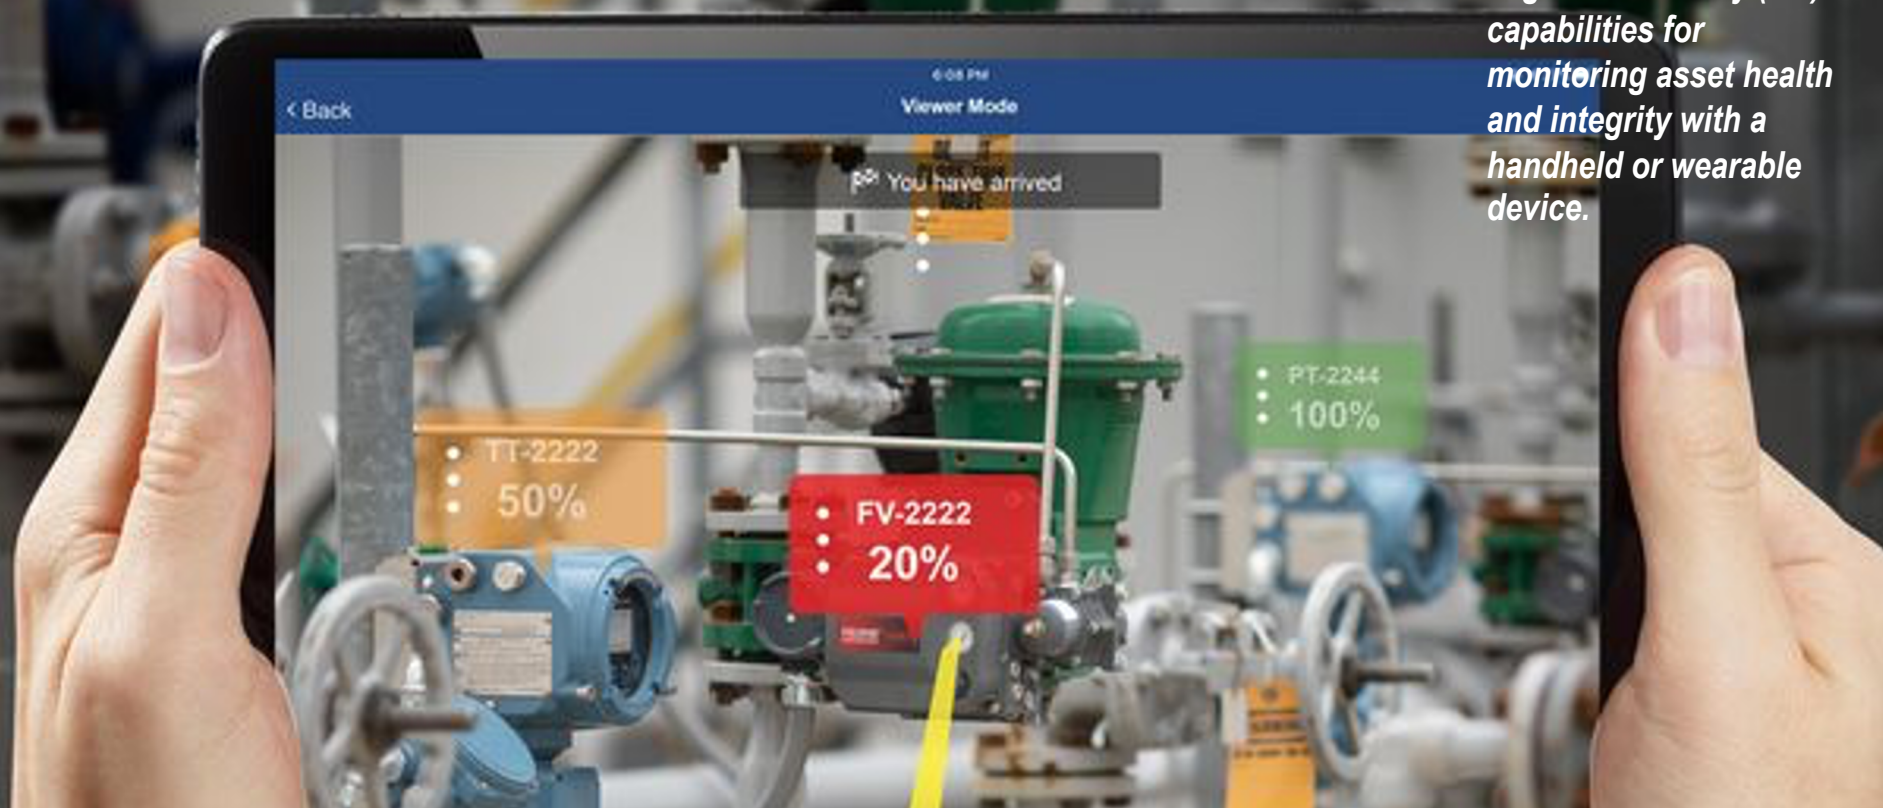 capabilities for
monitoring asset health
and integrity with a
handheld or wearable
device.
6:08 PM
< Back
Viewer Mode
You have arrived
PT-2244
100%
TT-2222
50%
FV-2222
20%